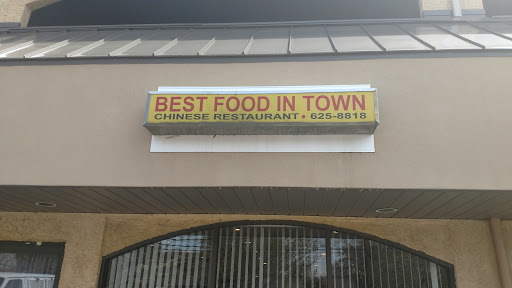 BEST FOOD IN TOWN
CHINESE RESTAURANT • 625-8818